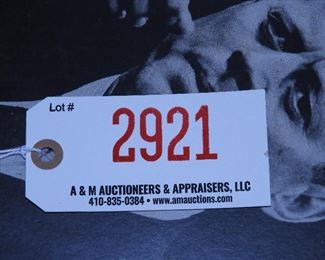 Lot #
2921
A & M AUCTIONEERS & APPRAISERS, LLC
410-835-0384 • www.amauctions.com